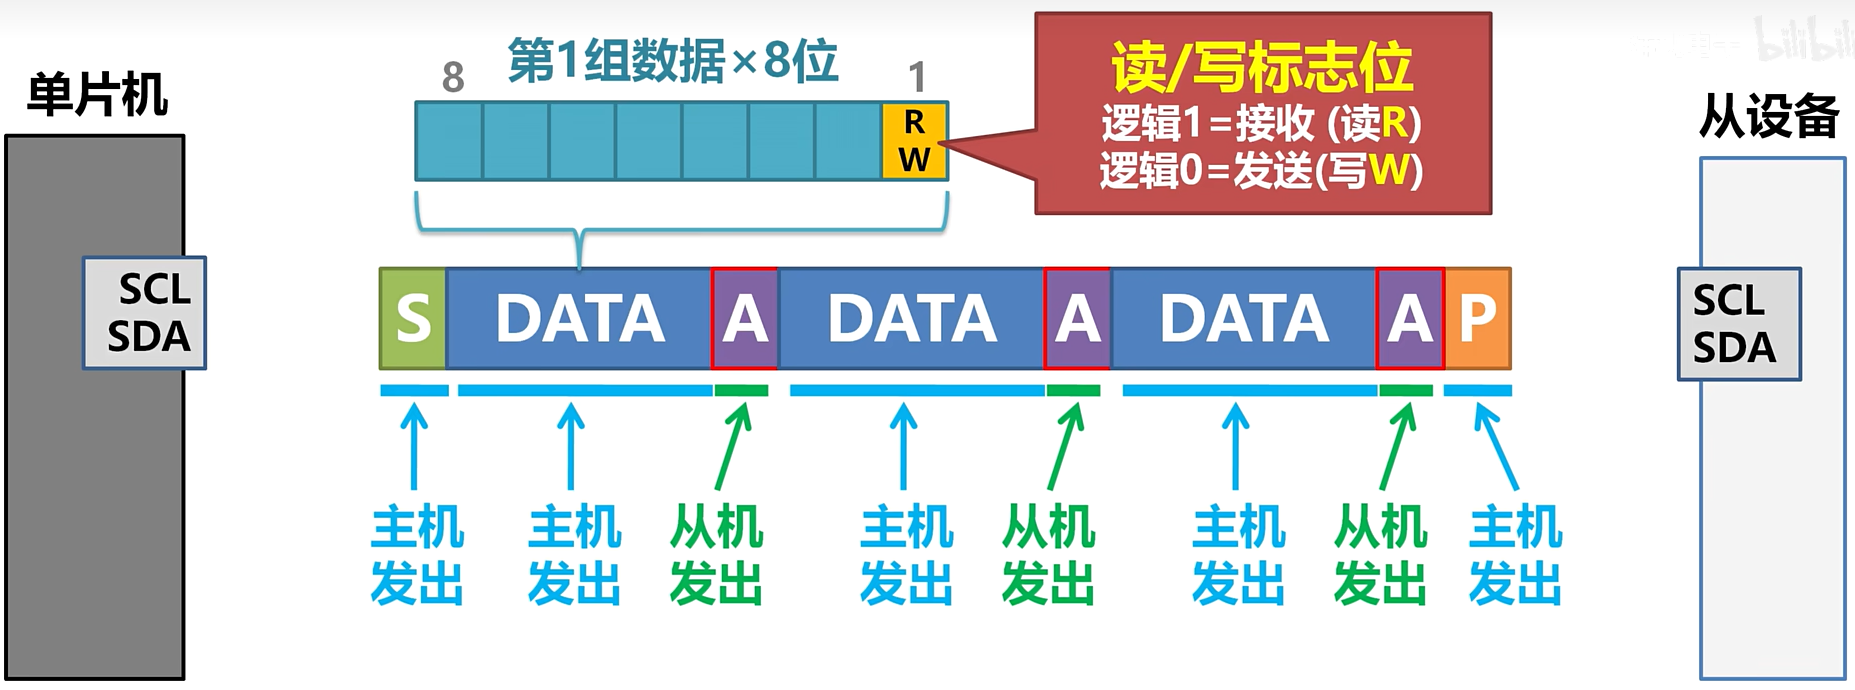 单片机
SCL
SDA
第1组数据×8位
8
1
R
W
读/写标志位
逻辑1=接收 (读R)
逻辑0=发送(写W)
bilibili
从设备
SCL
SDA
S DATA A DATA A DATA A P
主机发出
主机发出
从机发出
主机发出
从机发出
主机发出
从机发出
主机发出